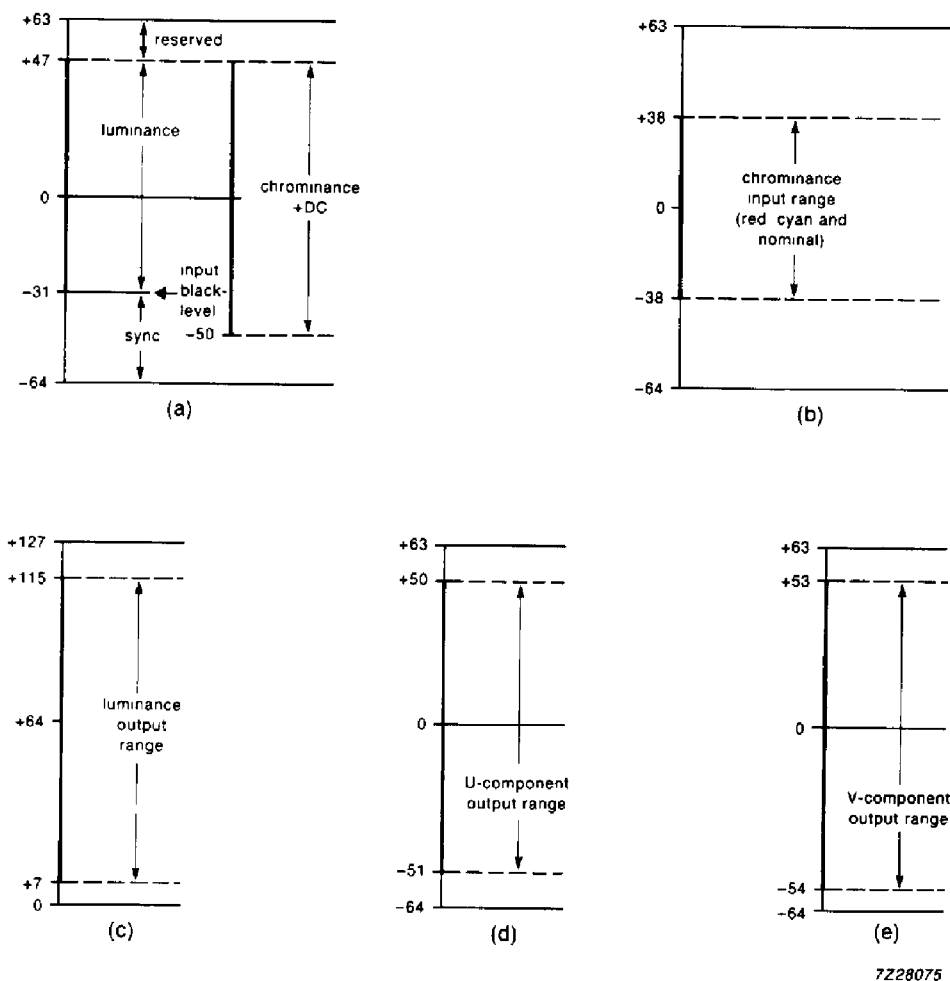 +63
reserved
+47
luminance
0
chrominance
+DC
input
black-
level
-31
-50
sync
-64
(a)
+63
+38
chrominance
input range
(red cyan and
nominal)
0
-38
-64
(b)
+127
+115
luminance
output
range
+64
+7
0
(c)
+63
+50
0
U-component
output range
-51
-64
(d)
+63
+53
0
V-component
output range
-54
-64
(e)
7Z28075